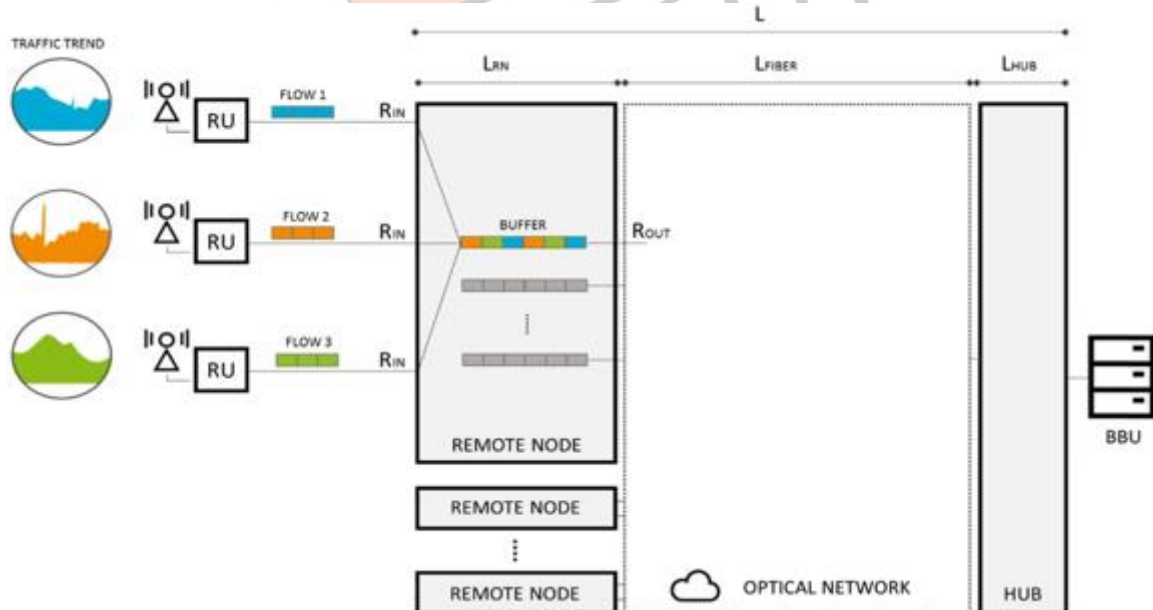 L
TRAFFIC TREND
LRN
LFIBER
LHUB
FLOW 1
RIN
RU
FLOW 2
RIN
BUFFER
ROUT
RU
FLOW 3
RIN
RU
REMOTE NODE
BBU
REMOTE NODE
REMOTE NODE
OPTICAL NETWORK
HUB